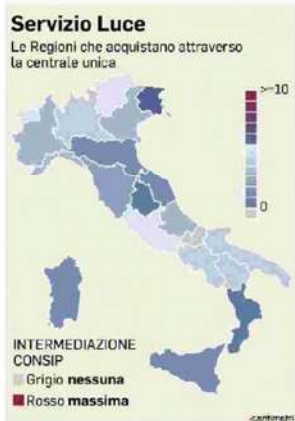 Servizio Luce
Le Regioni che acquistano attraverso
la centrale unica
>=10
0
INTERMEDIAZIONE
CONSIP
Grigio nessuna
Rosso massima
centimetri